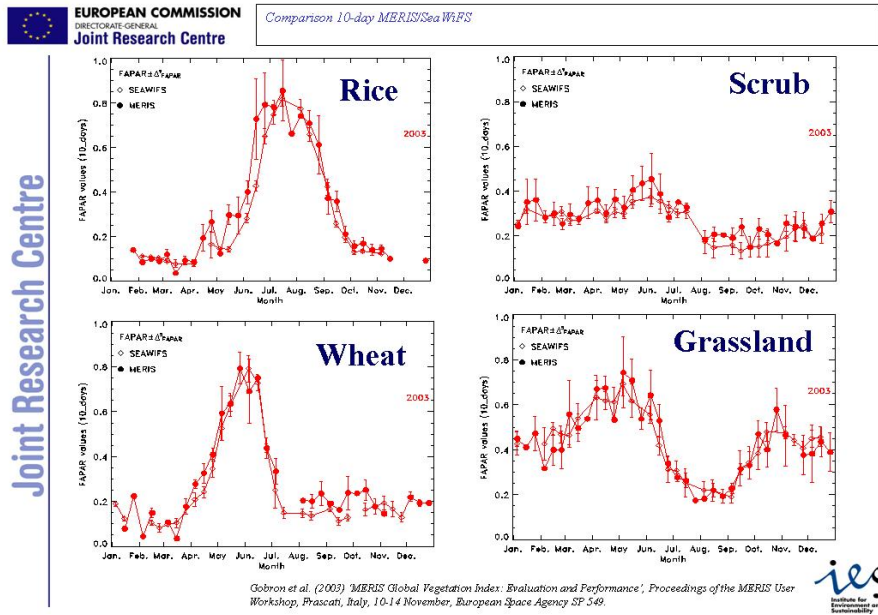 EUROPEAN COMMISSION
DIRECTORATE-GENERAL
Joint Research Centre
Comparison 10-day MERIS/SeaWiFS
Joint Research Centre
FAPAR±Δ FAPAR
SEAWIFS
MERIS
Rice
2003
FAPAR values (10_days)
1.0
0.8
0.6
0.4
0.2
0.0
Jan. Feb. Mar. Apr. May Jun. Jul. Aug. Sep. Oct. Nov. Dec.
Month
FAPAR±Δ FAPAR
SEAWIFS
MERIS
Scrub
2003
FAPAR values (10_days)
1.0
0.8
0.6
0.4
0.2
0.0
Jan. Feb. Mar. Apr. May Jun. Jul. Aug. Sep. Oct. Nov. Dec.
Month
FAPAR±Δ FAPAR
SEAWIFS
MERIS
Wheat
2003
FAPAR values (10_days)
1.0
0.8
0.6
0.4
0.2
0.0
Jan. Feb. Mar. Apr. May Jun. Jul. Aug. Sep. Oct. Nov. Dec.
Month
FAPAR±Δ FAPAR
SEAWIFS
MERIS
Grassland
2003
FAPAR values (10_days)
1.0
0.8
0.6
0.4
0.2
0.0
Jan. Feb. Mar. Apr. May Jun. Jul. Aug. Sep. Oct. Nov. Dec.
Month
Gobron et al. (2003) 'MERIS Global Vegetation Index: Evaluation and Performance', Proceedings of the MERIS User
Workshop, Frascati, Italy, 10-14 November, European Space Agency SP 549.
ies
Institute for
Environment and
Sustainability